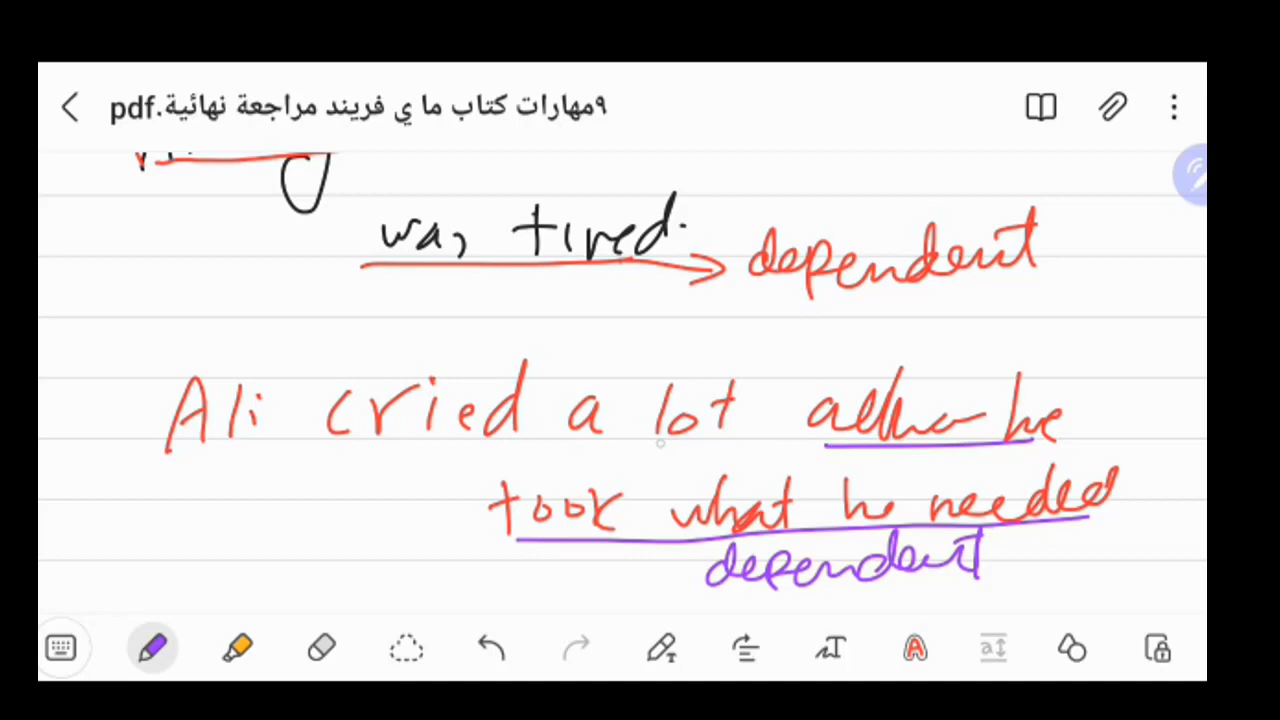 ٩مهارات كتاب ما ي فريند مراجعة نهائية.pdf
was tired.
dependent
Ali cried a lot he
took what he needed
dependent